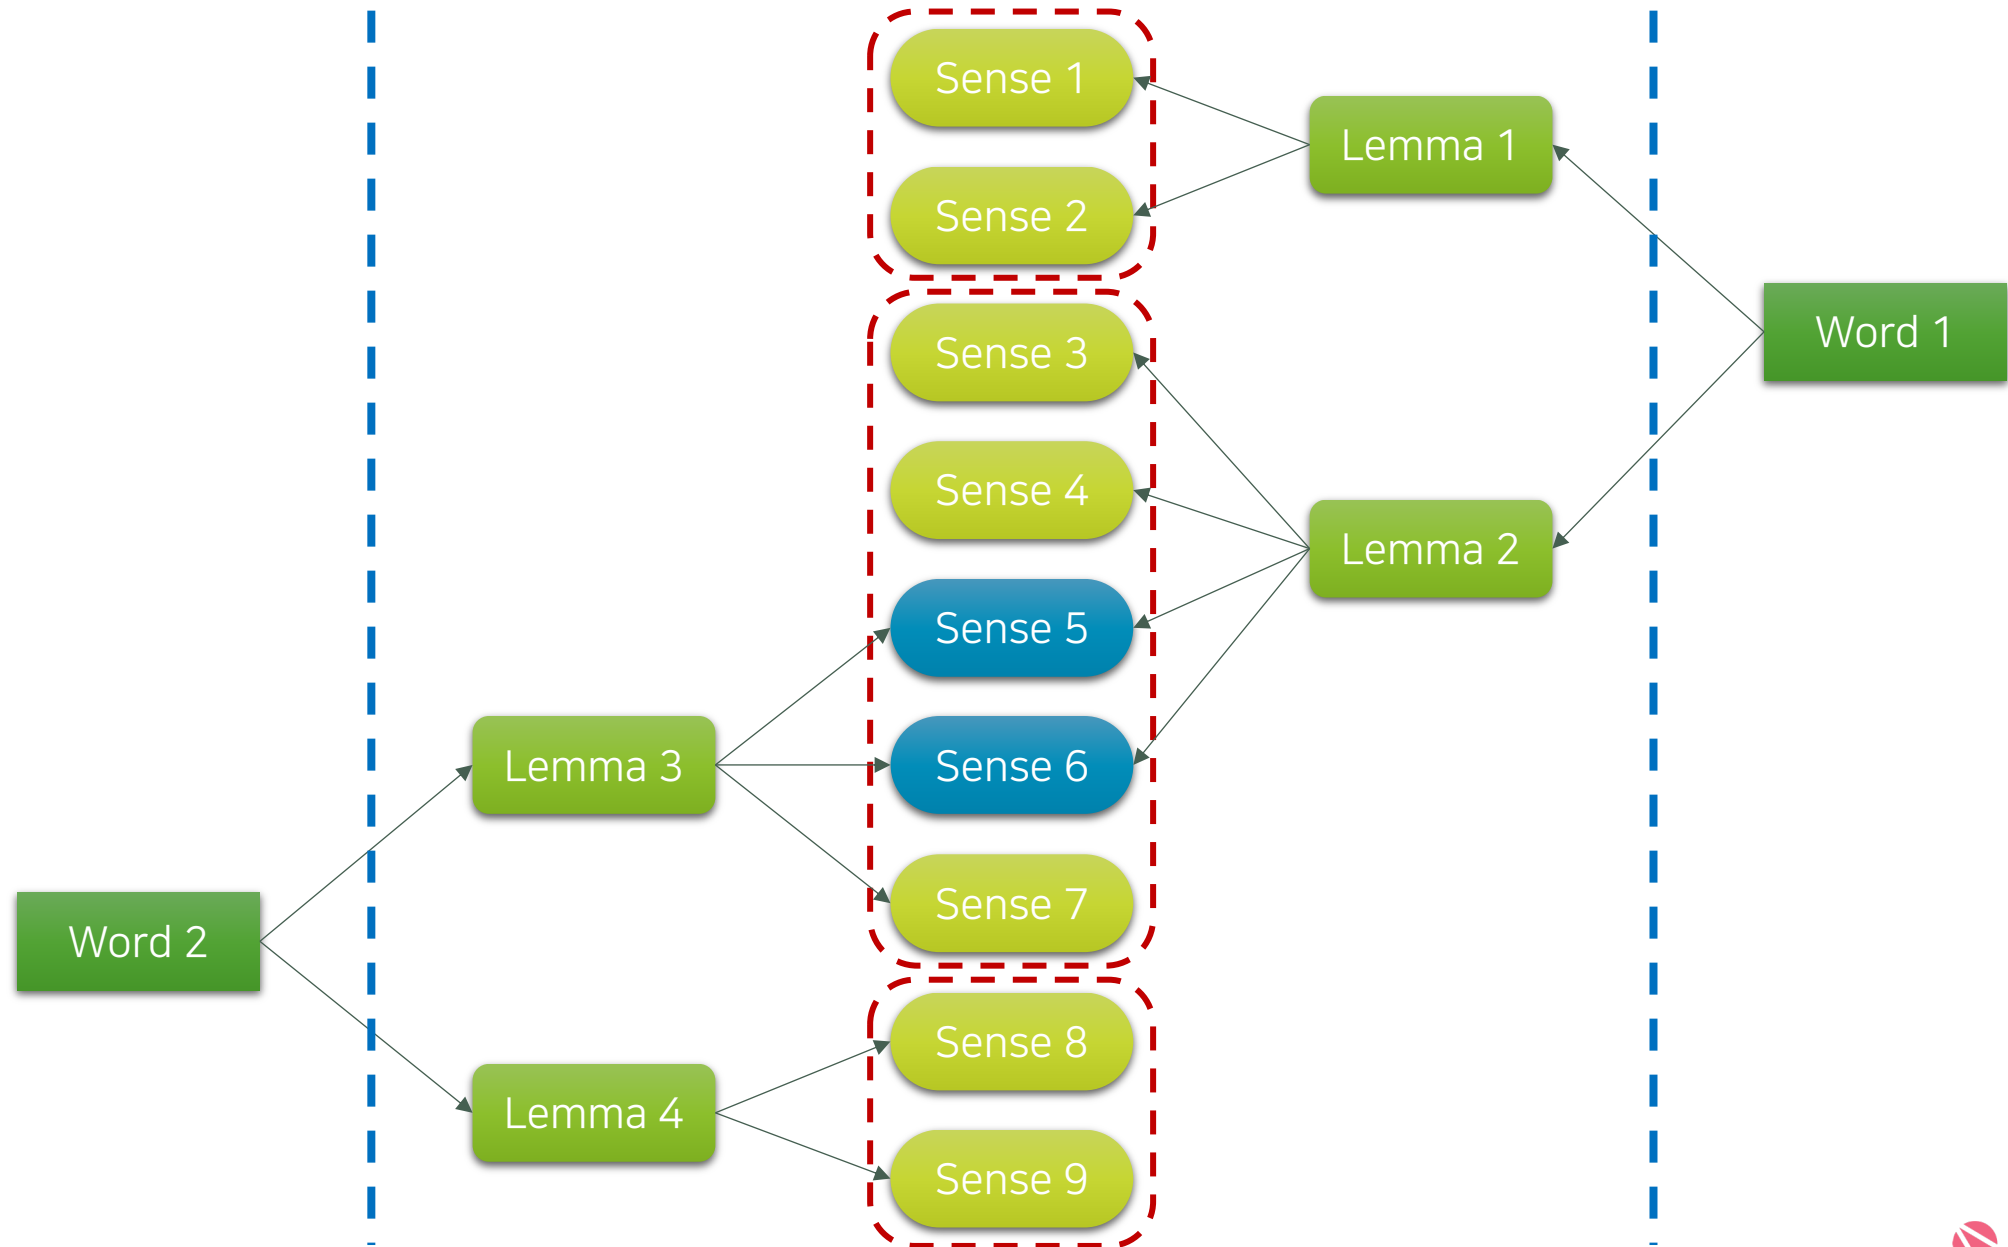 Sense 1
Lemma 1
Sense 2
Word 1
Sense 3
Sense 4
Lemma 2
Sense 5
Lemma 3
Sense 6
Sense 7
Word 2
Sense 8
Lemma 4
Sense 9